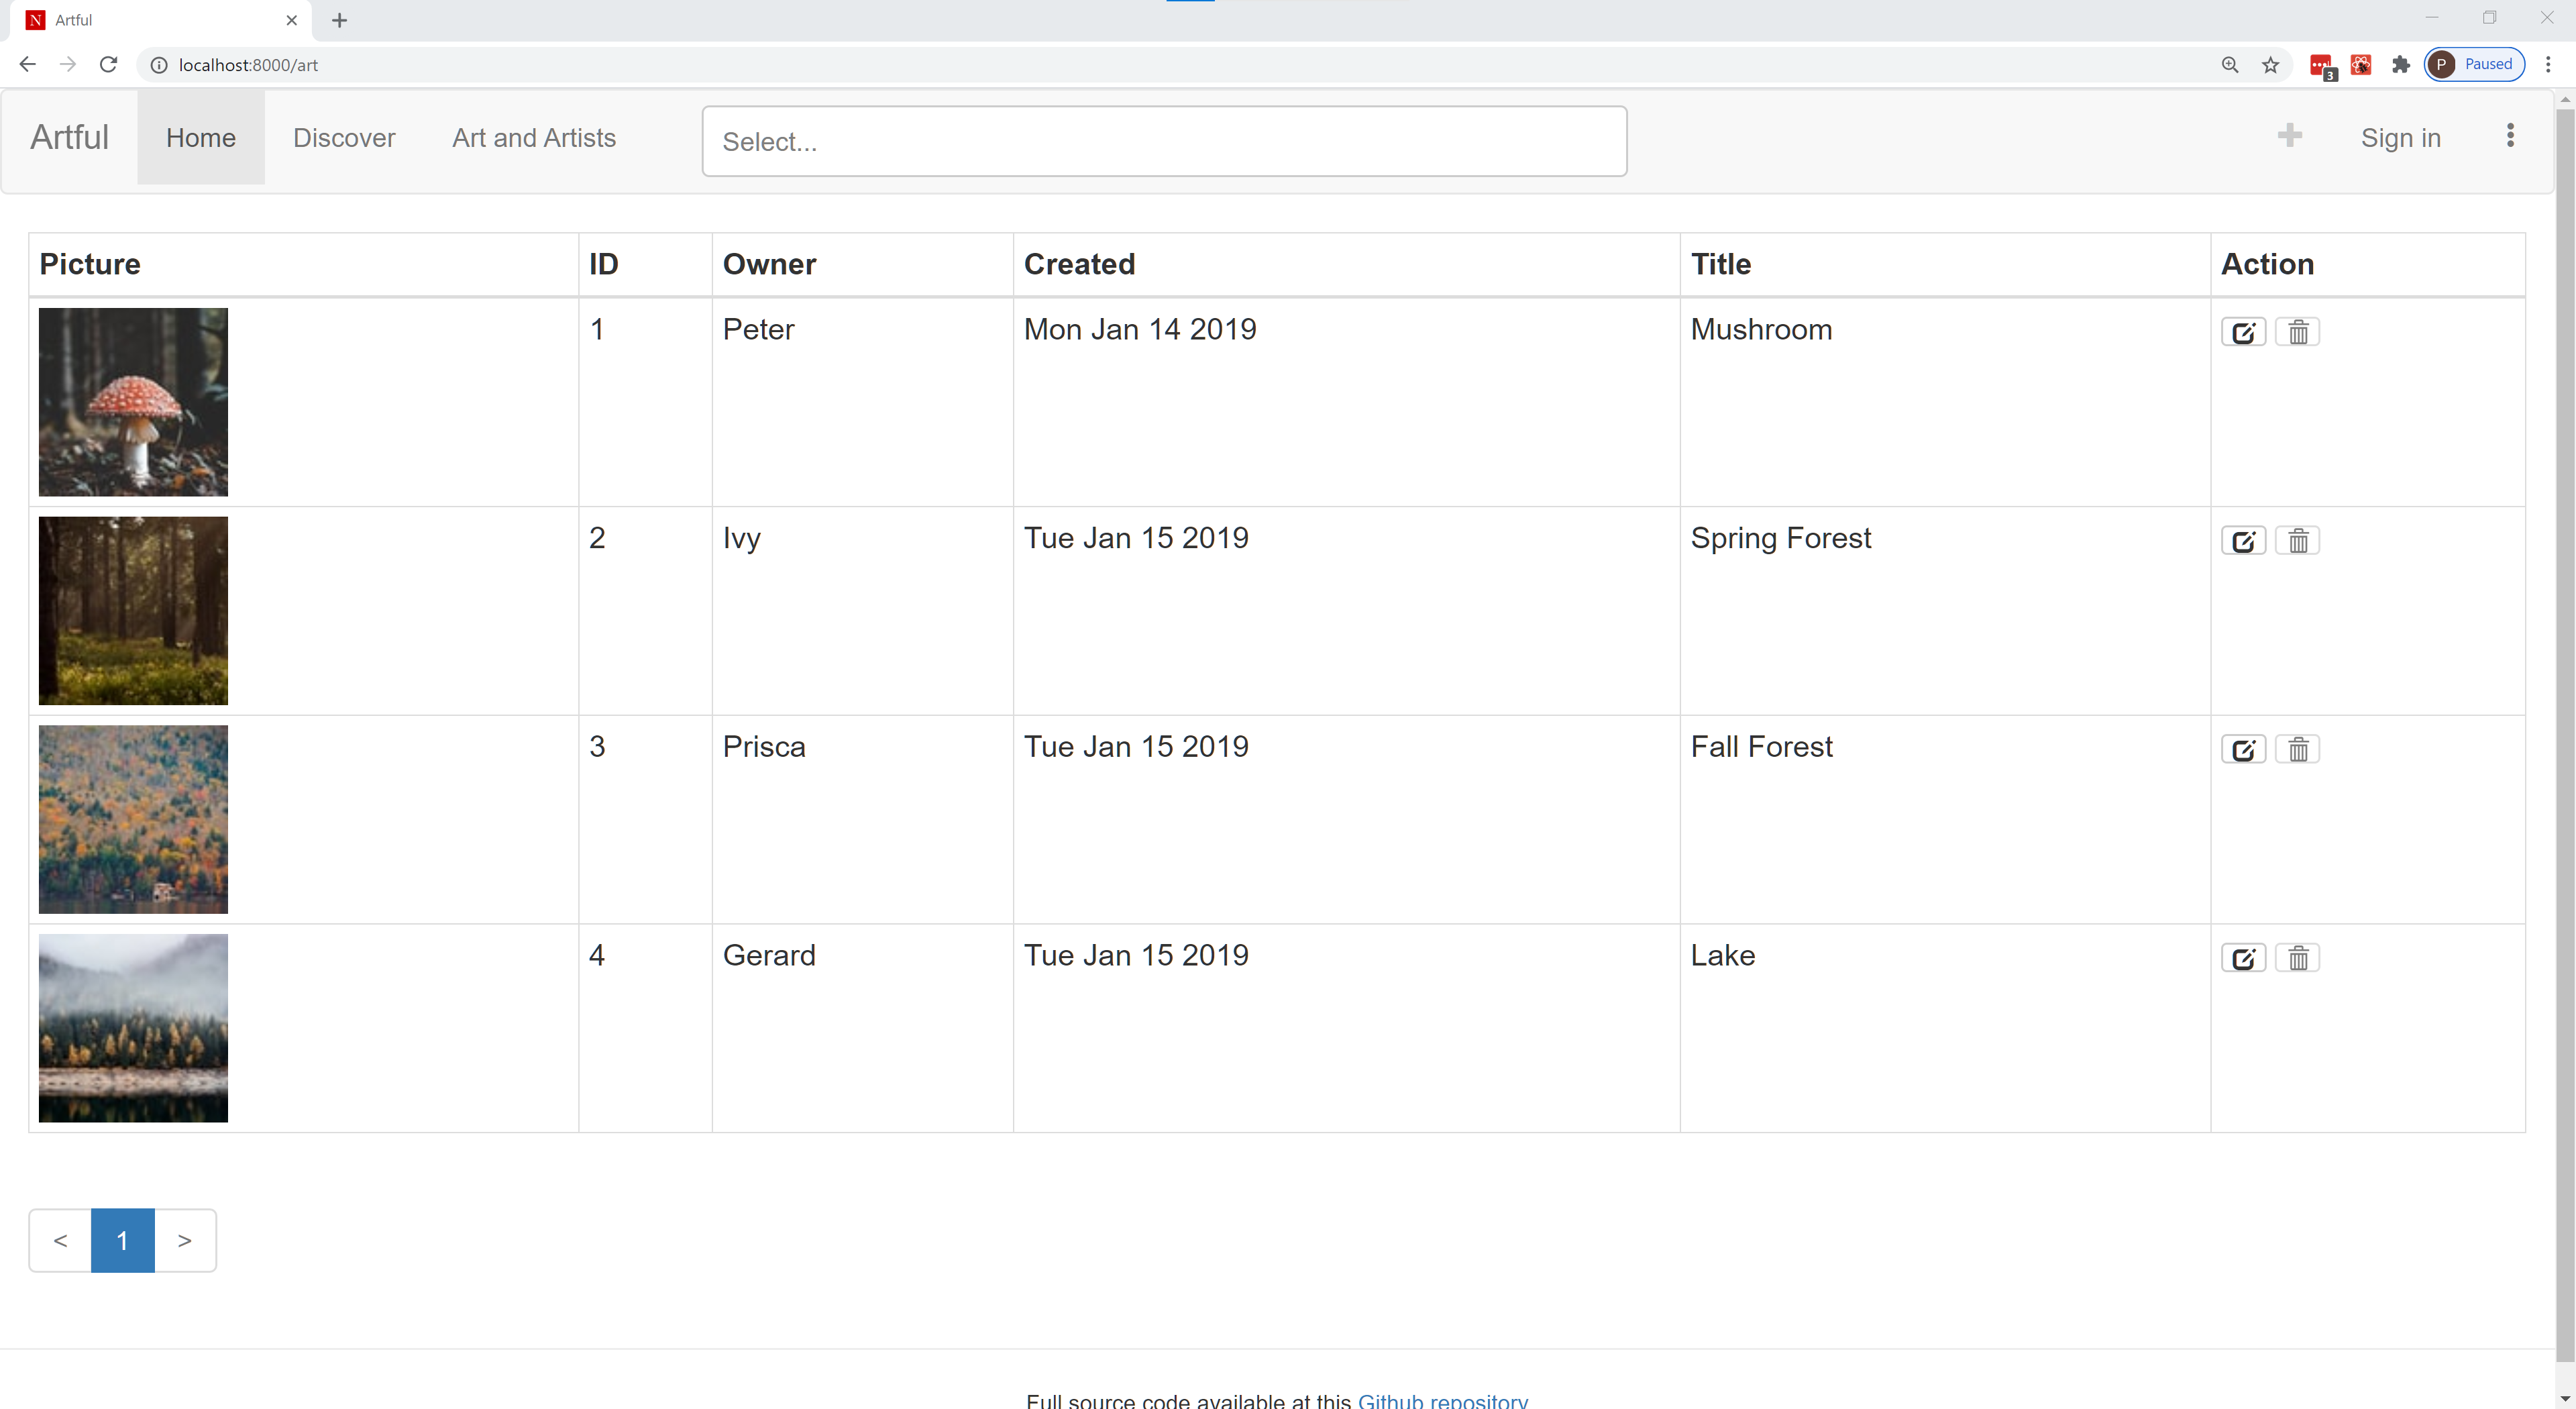 N Artful
localhost:8000/art
3
P Paused
Artful Home Discover Art and Artists Select... Sign in
Picture ID Owner Created Title Action
1 Peter Mon Jan 14 2019 Mushroom
2 Ivy Tue Jan 15 2019 Spring Forest
3 Prisca Tue Jan 15 2019 Fall Forest
4 Gerard Tue Jan 15 2019 Lake
< 1 >
Full source code available at this Github repository